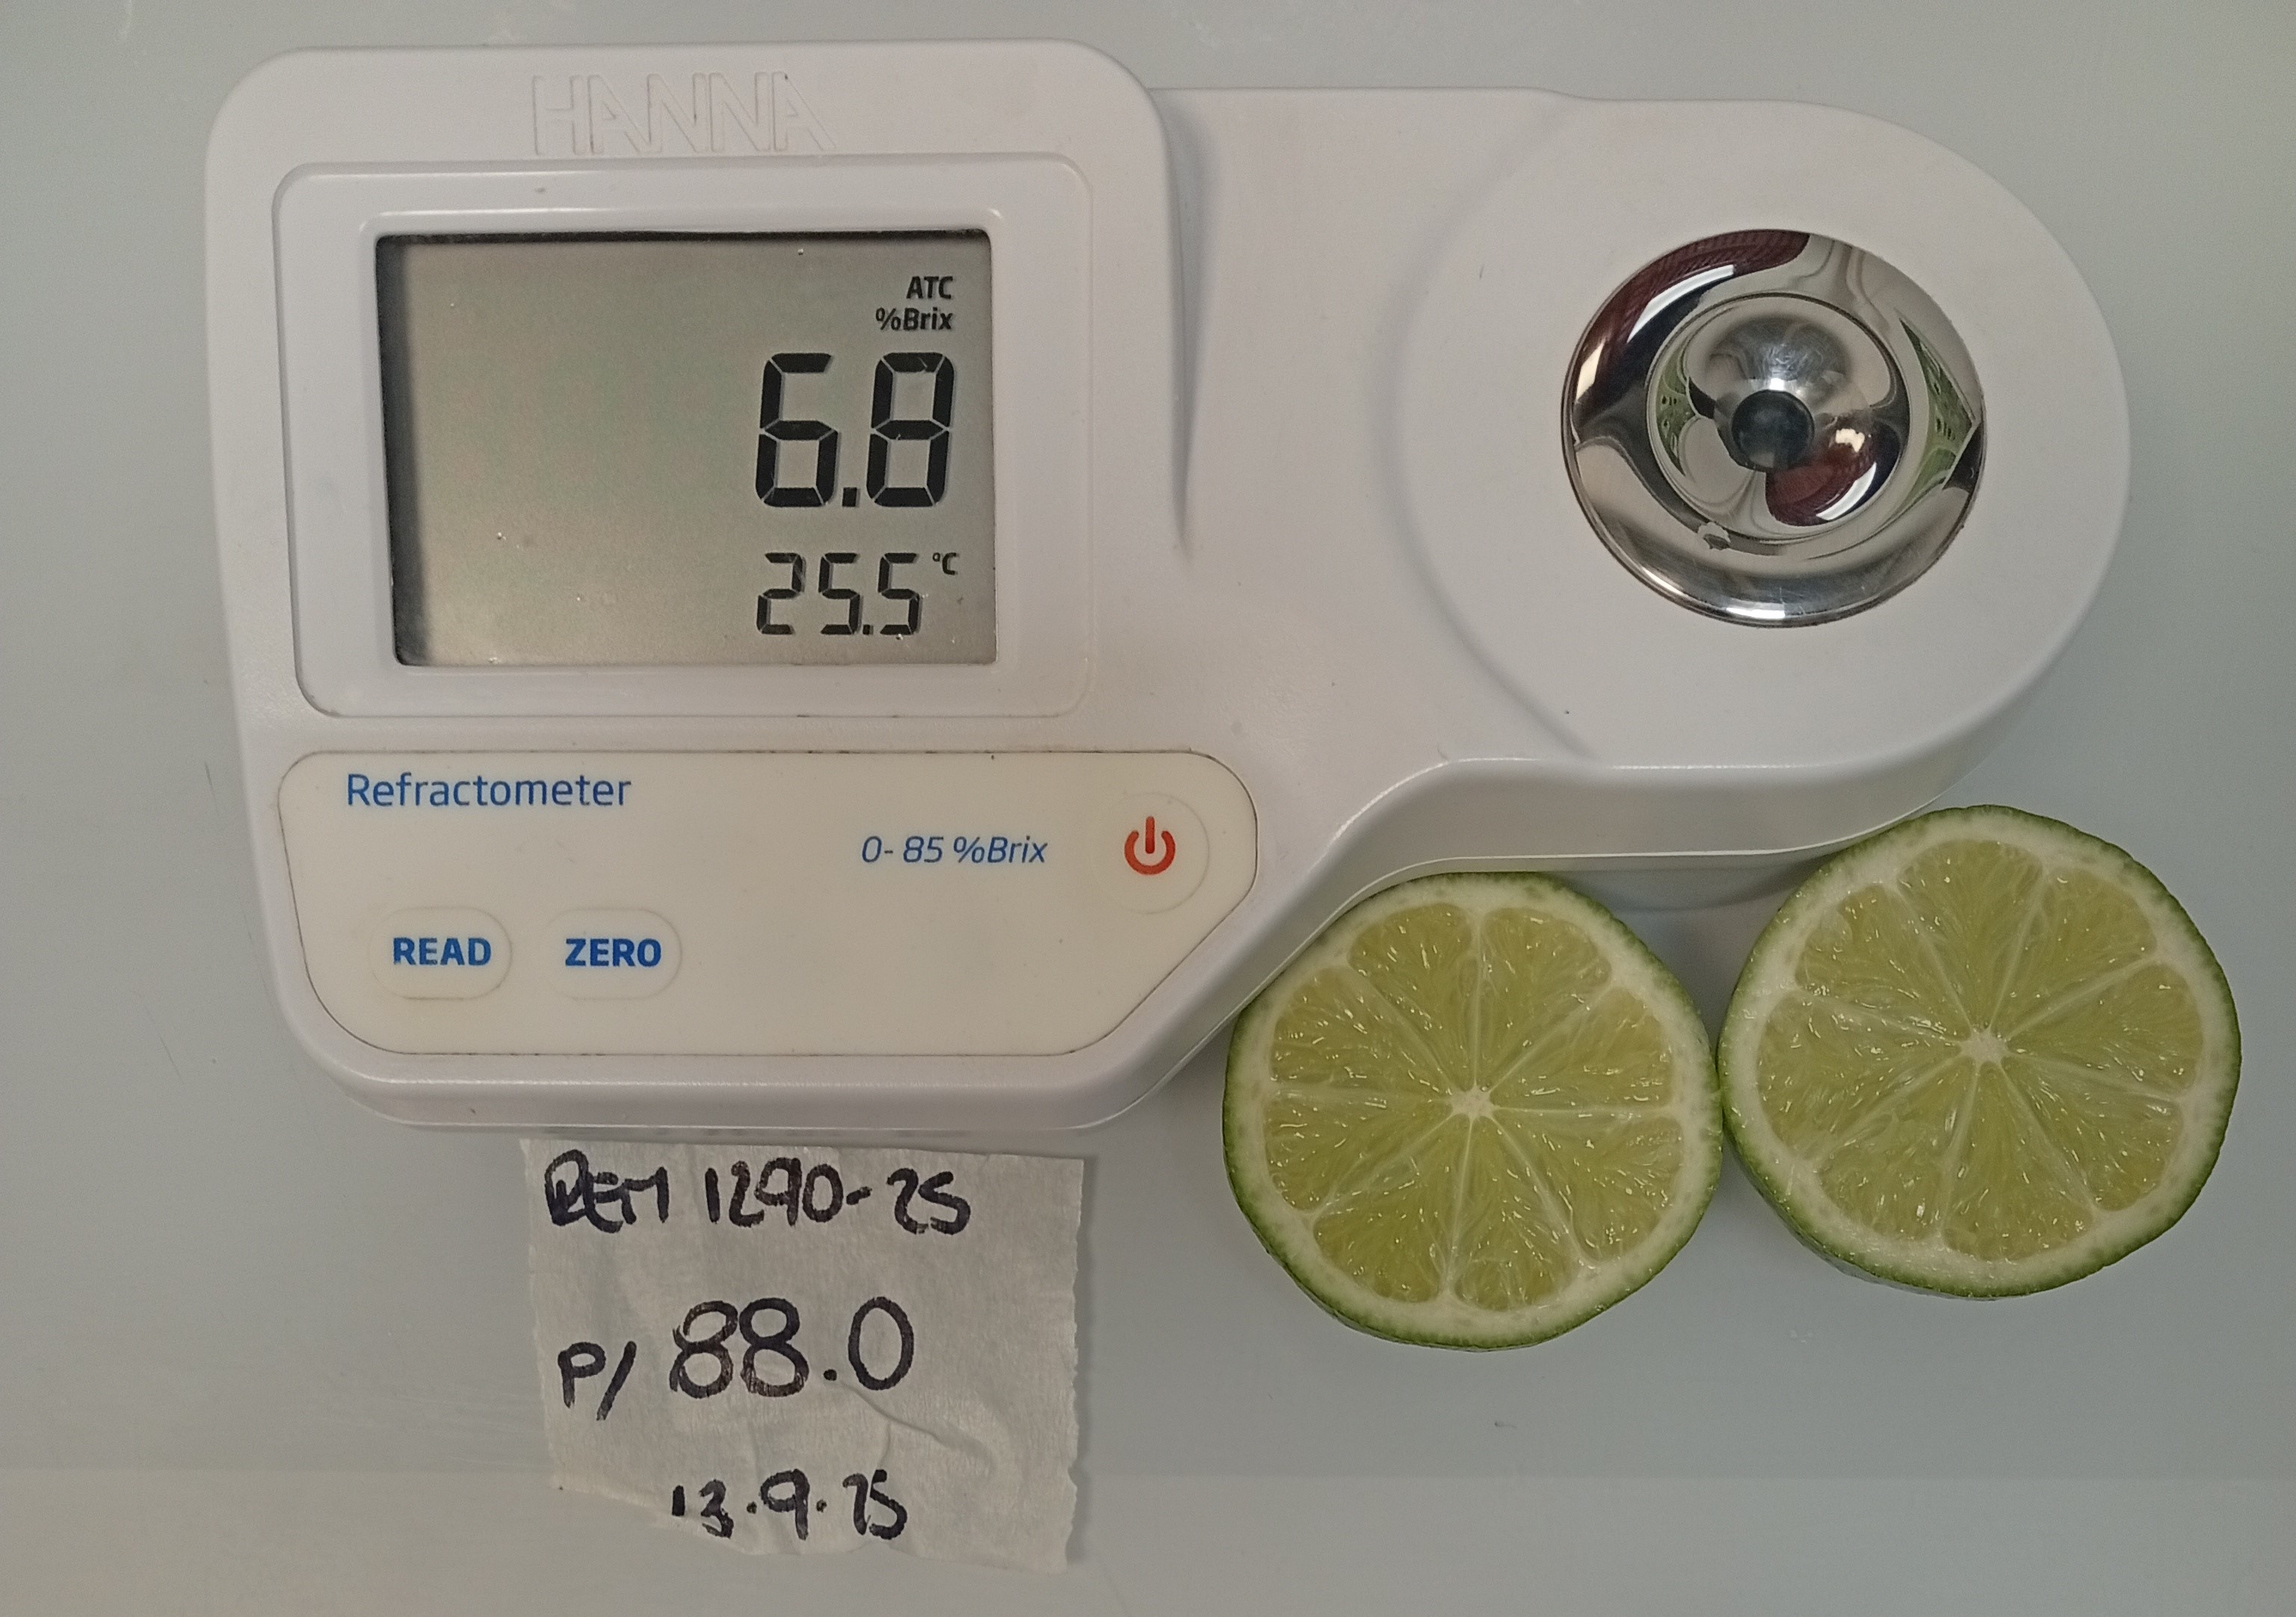 HANNA
ATC
%Brix
6.8
25.5 °C
Refractometer
0-85 %Brix
READ ZERO
REM 1290-25
P/ 88.0
13.9.25